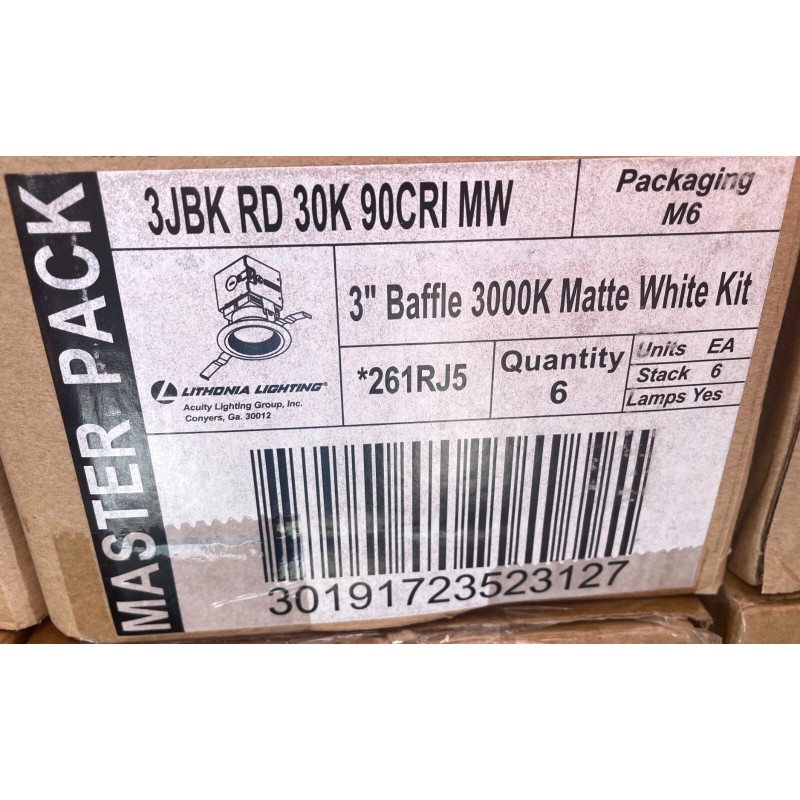 MASTER PACK
3JBK RD 30K 90CRI MW
Packaging
M6
3" Baffle 3000K Matte White Kit
LITHONIA LIGHTING®
Acuity Lighting Group, Inc.
Conyers, Ga. 30012
*261RJ5
Quantity
6
Units EA
Stack 6
Lamps Yes
30191723523127